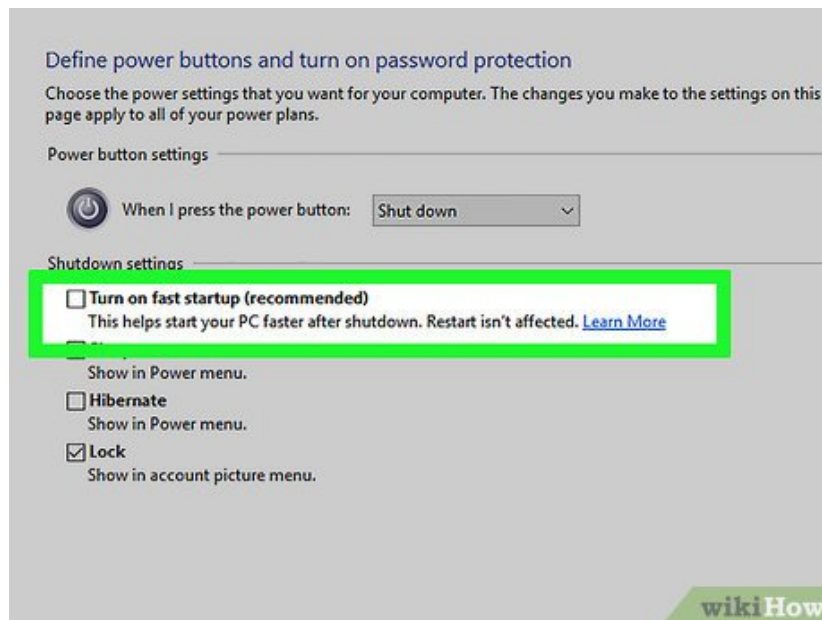 Define power buttons and turn on password protection
Choose the power settings that you want for your computer. The changes you make to the settings on this
page apply to all of your power plans.
Power button settings
When I press the power button: Shut down
Shutdown settings
Turn on fast startup (recommended)
This helps start your PC faster after shutdown. Restart isn't affected. Learn More
Show in Power menu.
Hibernate
Show in Power menu.
Lock
Show in account picture menu.
wikiHow